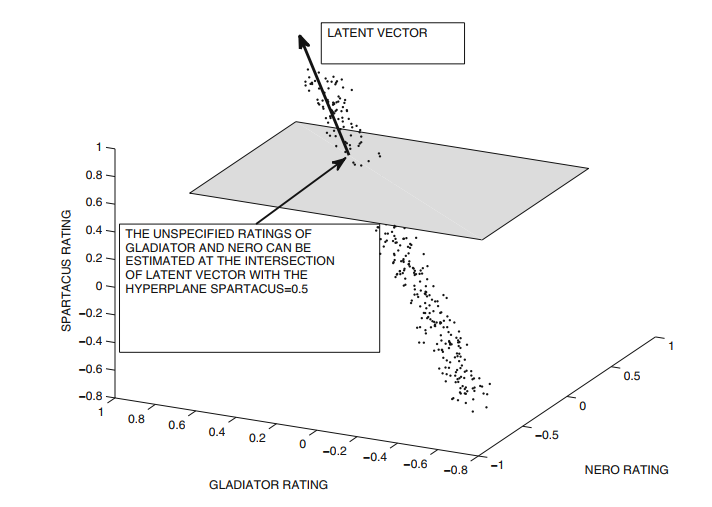 LATENT VECTOR
THE UNSPECIFIED RATINGS OF
GLADIATOR AND NERO CAN BE
ESTIMATED AT THE INTERSECTION
OF LATENT VECTOR WITH THE
HYPERPLANE SPARTACUS=0.5
SPARTACUS RATING
1
0.8
0.6
0.4
0.2
0
−0.2
−0.4
−0.6
−0.8
1
0.8
0.6
0.4
0.2
0
−0.2
−0.4
−0.6
−0.8
GLADIATOR RATING
−1
−0.5
0
0.5
1
NERO RATING